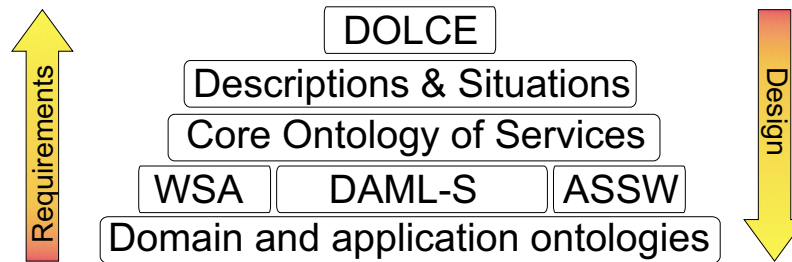 DOLCE
Descriptions & Situations
Core Ontology of Services
WSA DAML-S ASSW
Domain and application ontologies
Requirements
Design